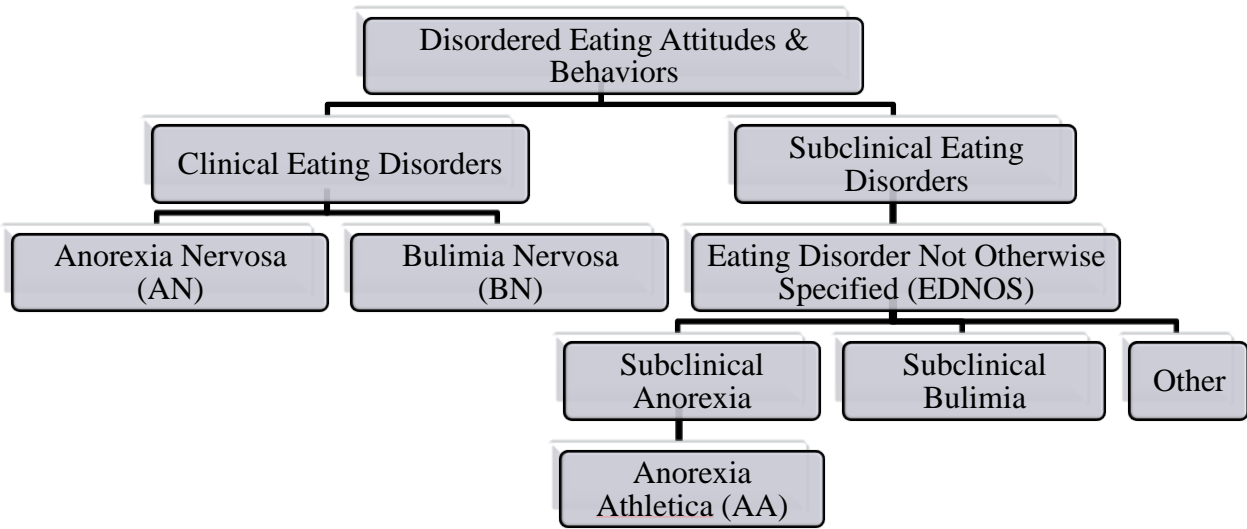 Disordered Eating Attitudes &
Behaviors
Clinical Eating Disorders
Subclinical Eating
Disorders
Anorexia Nervosa
(AN)
Bulimia Nervosa
(BN)
Eating Disorder Not Otherwise
Specified (EDNOS)
Subclinical
Anorexia
Subclinical
Bulimia
Other
Anorexia
Athletica (AA)